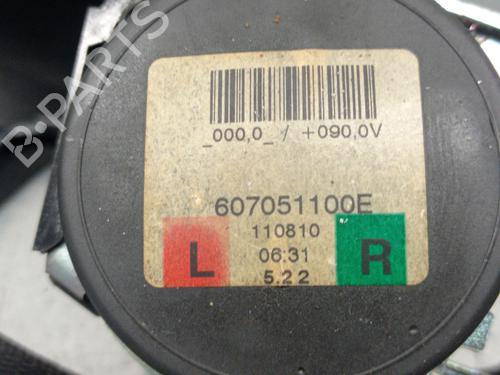 _000,0_ / +090,0V
607051100E
110810
L 06:31 R
5.22
B-PARTS